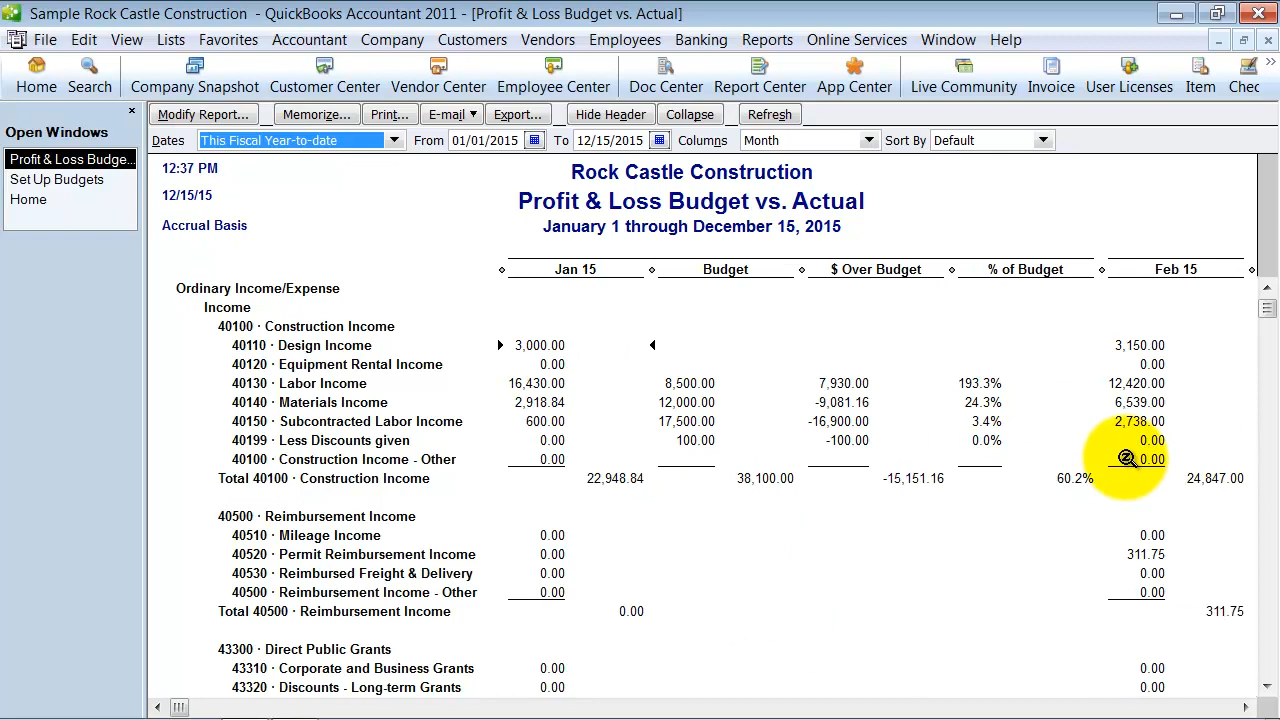 Sample Rock Castle Construction - QuickBooks Accountant 2011 - [Profit & Loss Budget vs. Actual]
File Edit View Lists Favorites Accountant Company Customers Vendors Employees Banking Reports Online Services Window Help
Home Search Company Snapshot Customer Center Vendor Center Employee Center Doc Center Report Center App Center Live Community Invoice User Licenses Item Chec
Open Windows
Profit & Loss Budge...
Set Up Budgets
Home
Modify Report... Memorize... Print... E-mail Export... Hide Header Collapse Refresh
Dates This Fiscal Year-to-date From 01/01/2015 To 12/15/2015 Columns Month Sort By Default
12:37 PM
12/15/15
Accrual Basis
Rock Castle Construction
Profit & Loss Budget vs. Actual
January 1 through December 15, 2015
Jan 15 Budget $ Over Budget % of Budget Feb 15
Ordinary Income/Expense
Income
40100 · Construction Income
40110 · Design Income 3,000.00 3,150.00
40120 · Equipment Rental Income 0.00 0.00
40130 · Labor Income 16,430.00 8,500.00 7,930.00 193.3% 12,420.00
40140 · Materials Income 2,918.84 12,000.00 -9,081.16 24.3% 6,539.00
40150 · Subcontracted Labor Income 600.00 17,500.00 -16,900.00 3.4% 2,738.00
40199 · Less Discounts given 0.00 100.00 -100.00 0.0% 0.00
40100 · Construction Income - Other 0.00 0.00
Total 40100 · Construction Income 22,948.84 38,100.00 -15,151.16 60.2% 24,847.00
40500 · Reimbursement Income
40510 · Mileage Income 0.00 0.00
40520 · Permit Reimbursement Income 0.00 311.75
40530 · Reimbursed Freight & Delivery 0.00 0.00
40500 · Reimbursement Income - Other 0.00 0.00
Total 40500 · Reimbursement Income 0.00 311.75
43300 · Direct Public Grants
43310 · Corporate and Business Grants 0.00 0.00
43320 · Discounts - Long-term Grants 0.00 0.00